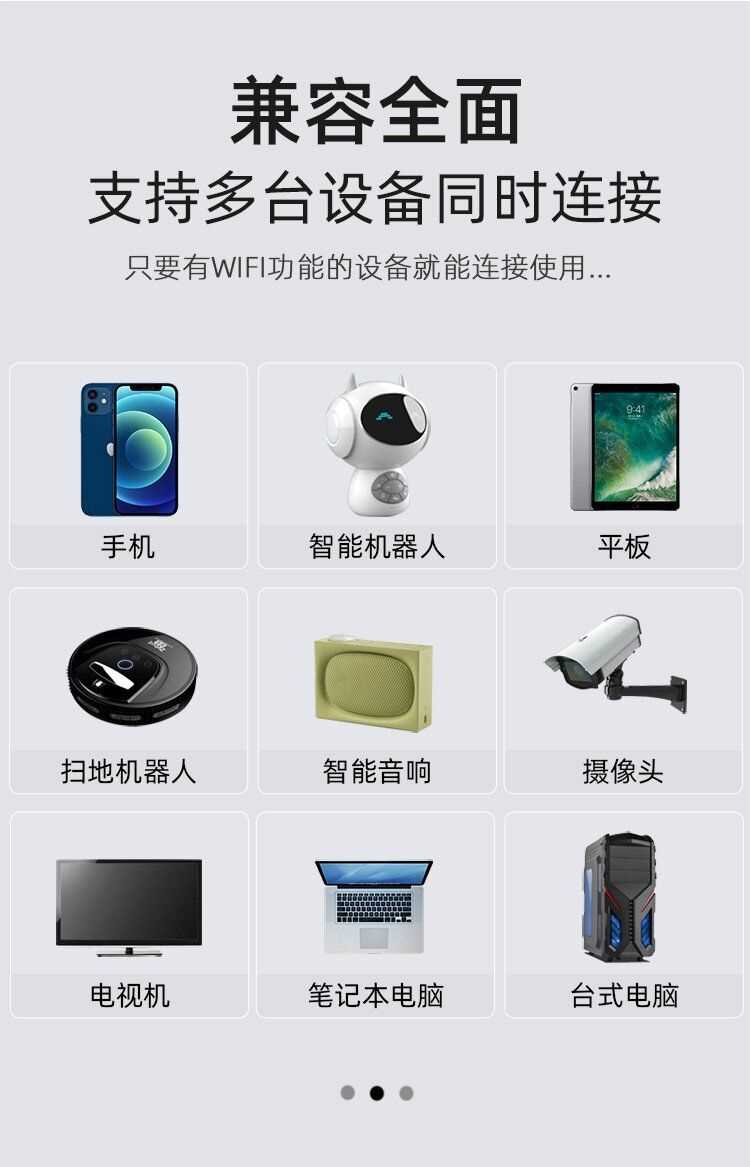 兼容全面
支持多台设备同时连接
只要有WIFI功能的设备就能连接使用...
9:41
手机
智能机器人
平板
扫地机器人
智能音响
摄像头
电视机
笔记本电脑
台式电脑